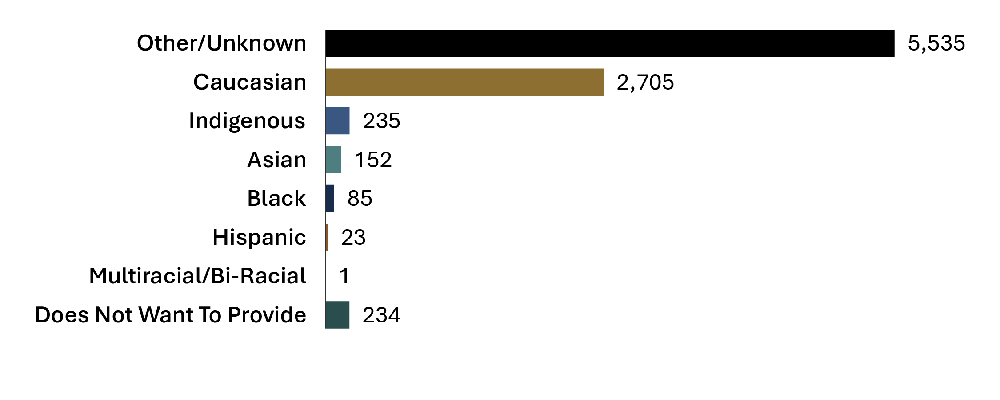 Other/Unknown 5,535
Caucasian 2,705
Indigenous 235
Asian 152
Black 85
Hispanic 23
Multiracial/Bi-Racial 1
Does Not Want To Provide 234